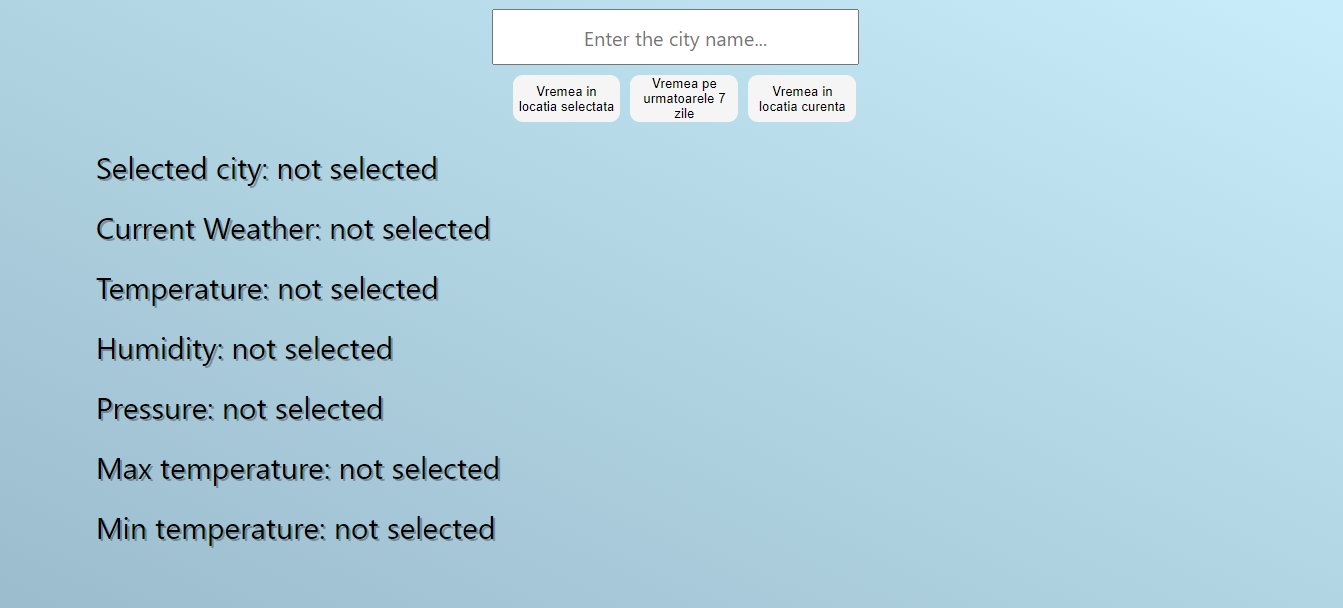 Enter the city name...
Vremea in
locatia selectata
Vremea pe
urmatoarele 7
zile
Vremea in
locatia curenta
Selected city: not selected
Current Weather: not selected
Temperature: not selected
Humidity: not selected
Pressure: not selected
Max temperature: not selected
Min temperature: not selected